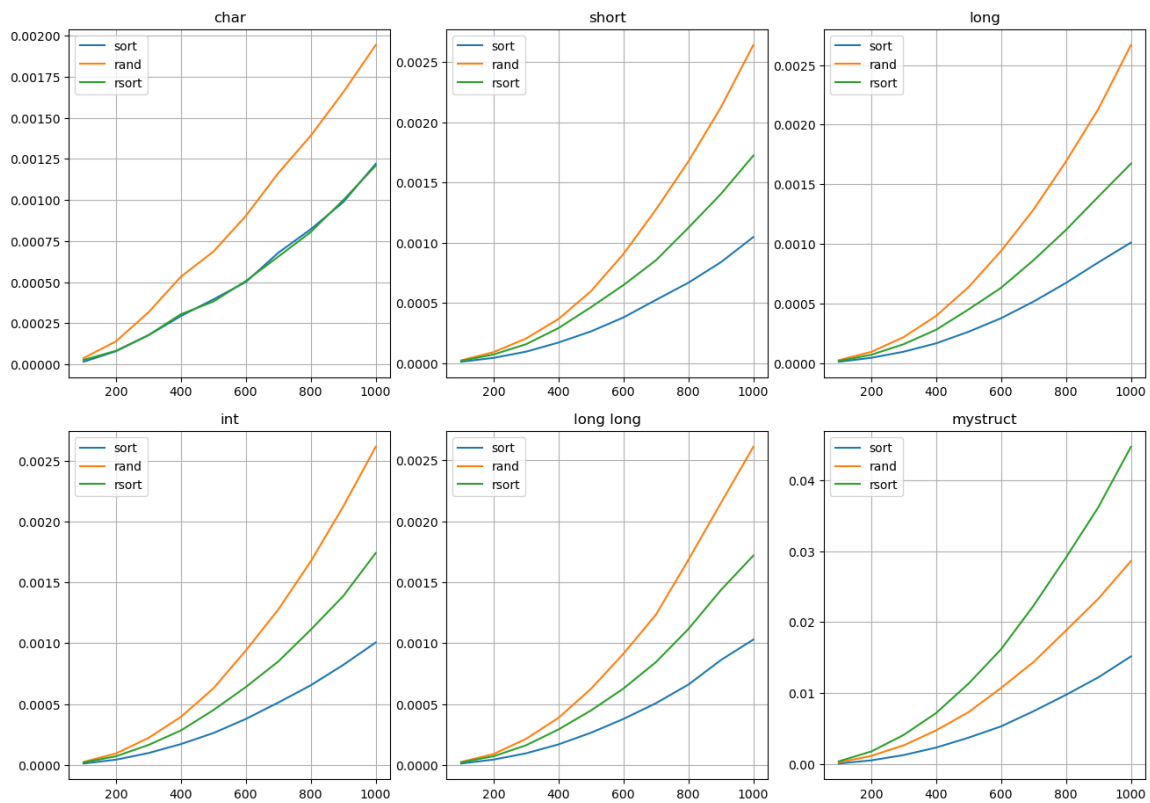 char
sort
rand
rsort
0.00200
0.00175
0.00150
0.00125
0.00100
0.00075
0.00050
0.00025
0.00000
200 400 600 800 1000
short
sort
rand
rsort
0.0025
0.0020
0.0015
0.0010
0.0005
0.0000
200 400 600 800 1000
long
sort
rand
rsort
0.0025
0.0020
0.0015
0.0010
0.0005
0.0000
200 400 600 800 1000
int
sort
rand
rsort
0.0025
0.0020
0.0015
0.0010
0.0005
0.0000
200 400 600 800 1000
long long
sort
rand
rsort
0.0025
0.0020
0.0015
0.0010
0.0005
0.0000
200 400 600 800 1000
mystruct
sort
rand
rsort
0.04
0.03
0.02
0.01
0.00
200 400 600 800 1000